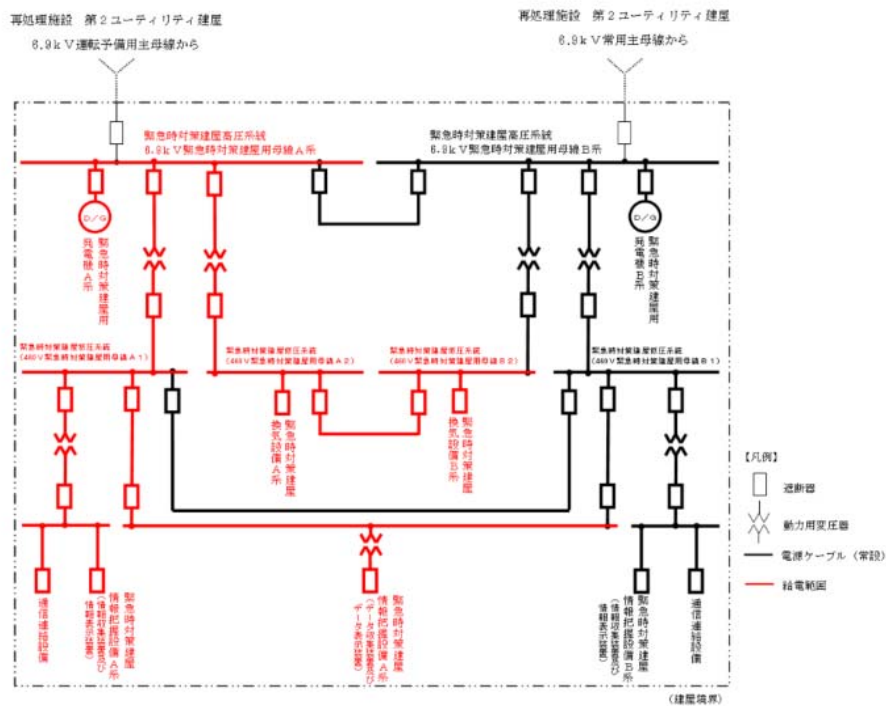 再処理施設　第２ユーティリティ建屋
6.9kV運転予備用主母線から
再処理施設　第２ユーティリティ建屋
6.9kV常用主母線から
緊急時対策建屋高圧系統
6.9kV緊急時対策建屋用母線A系
緊急時対策建屋高圧系統
6.9kV緊急時対策建屋用母線B系
D/G
緊急時対策建屋用
発電機A系
D/G
緊急時対策建屋用
発電機B系
緊急時対策建屋低圧系統
(460V緊急時対策建屋用母線A1)
緊急時対策建屋低圧系統
(460V緊急時対策建屋用母線A2)
緊急時対策建屋低圧系統
(460V緊急時対策建屋用母線B2)
緊急時対策建屋低圧系統
(460V緊急時対策建屋用母線B1)
緊急時対策建屋
換気設備A系
緊急時対策建屋
換気設備B系
【凡例】
遮断器
動力用変圧器
電源ケーブル（常設）
給電範囲
通信連絡設備
緊急時対策建屋
情報把握設備A系
（情報収集装置及び
情報表示装置）
緊急時対策建屋
情報把握設備A系
（データ収集装置及び
データ表示装置）
緊急時対策建屋
情報把握設備B系
（情報収集装置及び
情報表示装置）
通信連絡設備
（建屋境界）